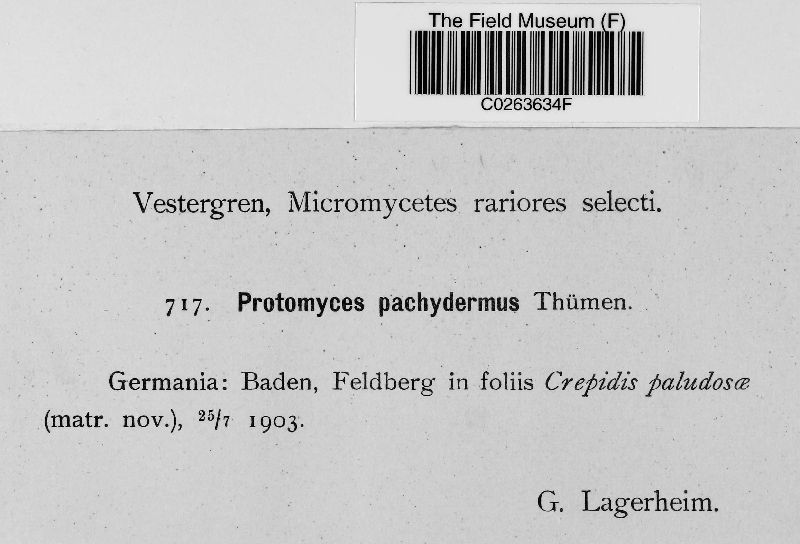 The Field Museum (F)
C0263634F
Vestergren, Micromycetes rariores selecti.
717. Protomyces pachydermus Thümen.
Germania: Baden, Feldberg in foliis Crepidis paludosæ
(matr. nov.), 25/7 1903.
G. Lagerheim.